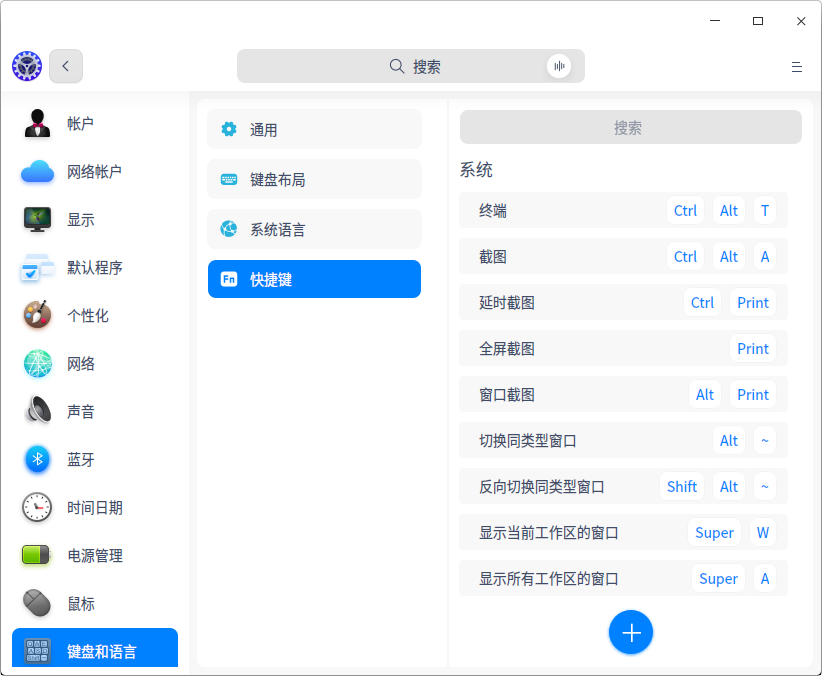 搜索
帐户
网络帐户
显示
默认程序
个性化
网络
声音
蓝牙
时间日期
电源管理
鼠标
键盘和语言
通用
键盘布局
系统语言
Fn 快捷键
搜索
系统
终端 Ctrl Alt T
截图 Ctrl Alt A
延时截图 Ctrl Print
全屏截图 Print
窗口截图 Alt Print
切换同类型窗口 Alt ~
反向切换同类型窗口 Shift Alt ~
显示当前工作区的窗口 Super W
显示所有工作区的窗口 Super A